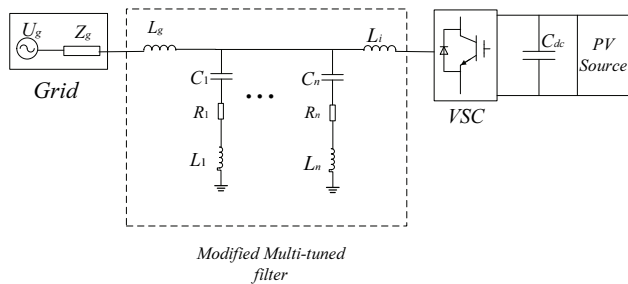 Ug
Zg
Grid
Lg
Li
C1
Cn
•••
R1
Rn
L1
Ln
VSC
Cdc
PV
Source
Modified Multi-tuned
filter